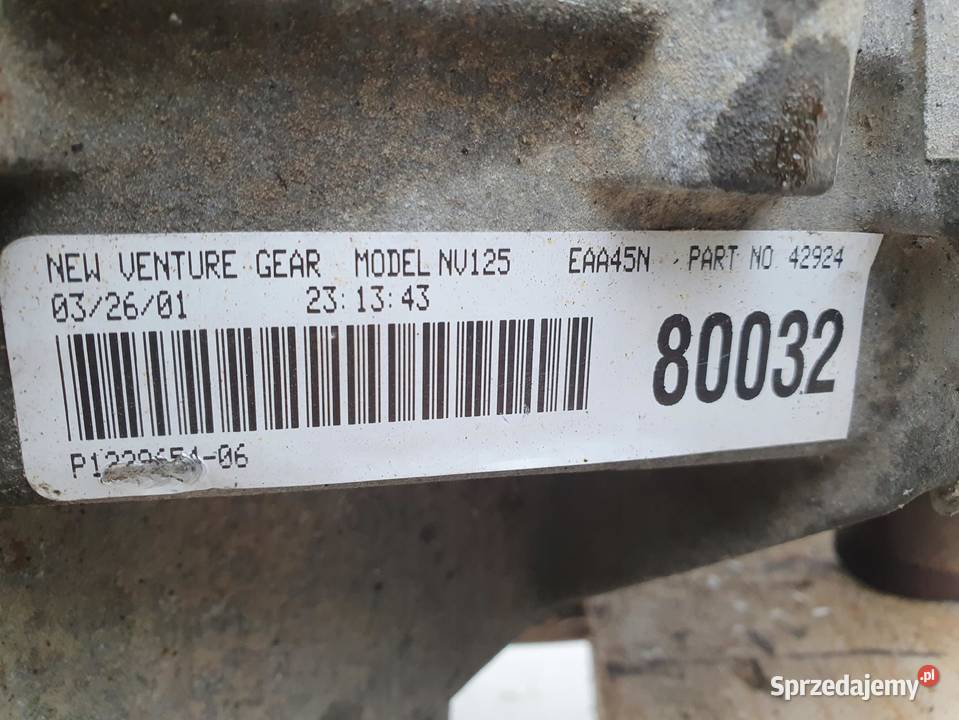 NEW VENTURE GEAR MODEL NV125 EAA45N PART NO 42924
03/26/01 23:13:43
80032
Sprzedajemy.pl